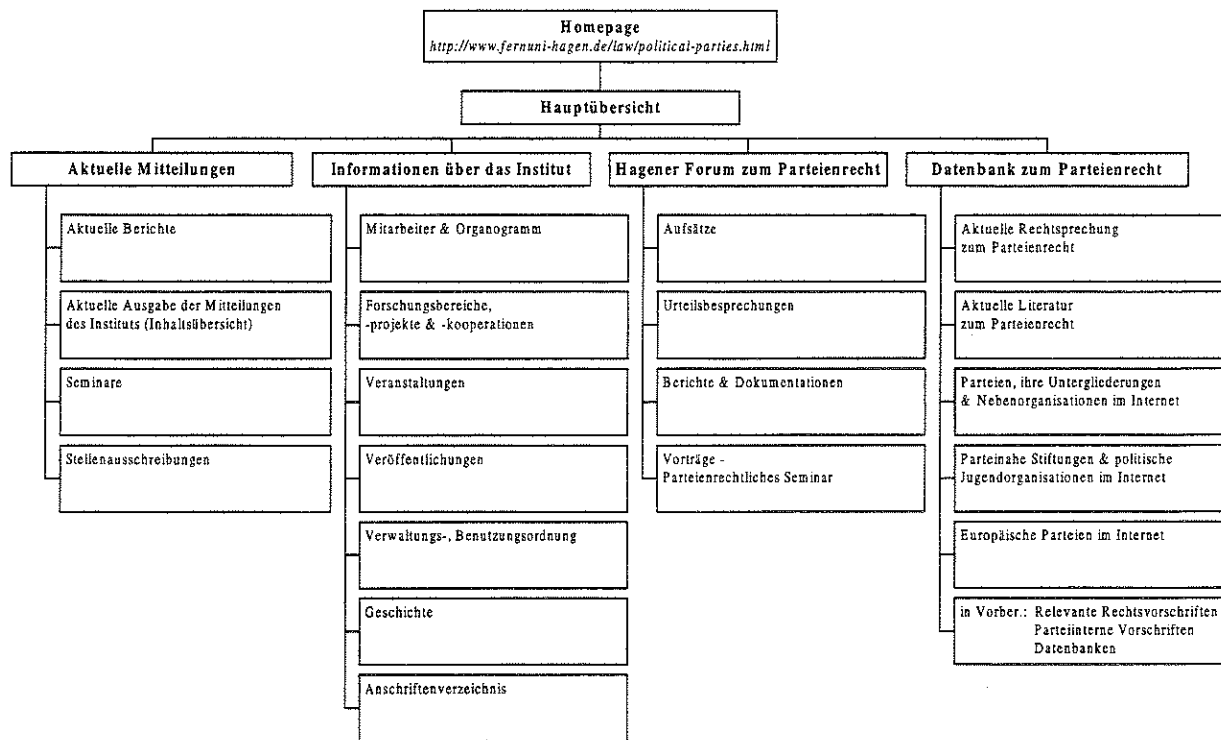 Homepage
http://www.fernuni-hagen.de/law/political-parties.html
Hauptübersicht
Aktuelle Mitteilungen
Aktuelle Berichte
Aktuelle Ausgabe der Mitteilungen
des Instituts (Inhaltsübersicht)
Seminare
Stellenausschreibungen
Informationen über das Institut
Mitarbeiter & Organogramm
Forschungsbereiche,
-projekte & -kooperationen
Veranstaltungen
Veröffentlichungen
Verwaltungs-, Benutzungsordnung
Geschichte
Anschriftenverzeichnis
Hagener Forum zum Parteienrecht
Aufsätze
Urteilsbesprechungen
Berichte & Dokumentationen
Vorträge -
Parteienrechtliches Seminar
Datenbank zum Parteienrecht
Aktuelle Rechtsprechung
zum Parteienrecht
Aktuelle Literatur
zum Parteienrecht
Parteien, ihre Untergliederungen
& Nebenorganisationen im Internet
Parteinahe Stiftungen & politische
Jugendorganisationen im Internet
Europäische Parteien im Internet
in Vorber.: Relevante Rechtsvorschriften
Parteiinterne Vorschriften
Datenbanken